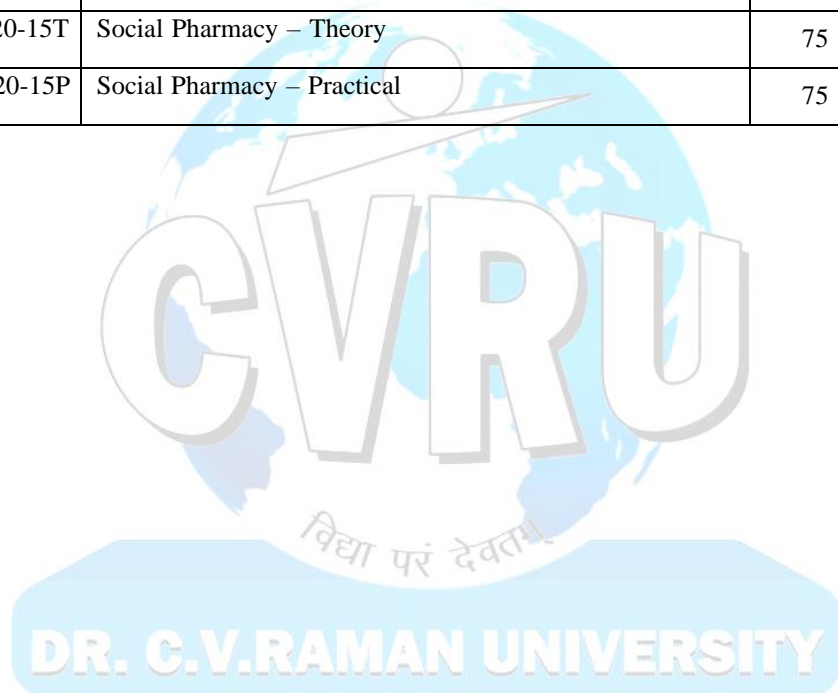 20-15T Social Pharmacy – Theory 75
20-15P Social Pharmacy – Practical 75
CVRU
विद्या परं देवतम्
DR. C.V.RAMAN UNIVERSITY